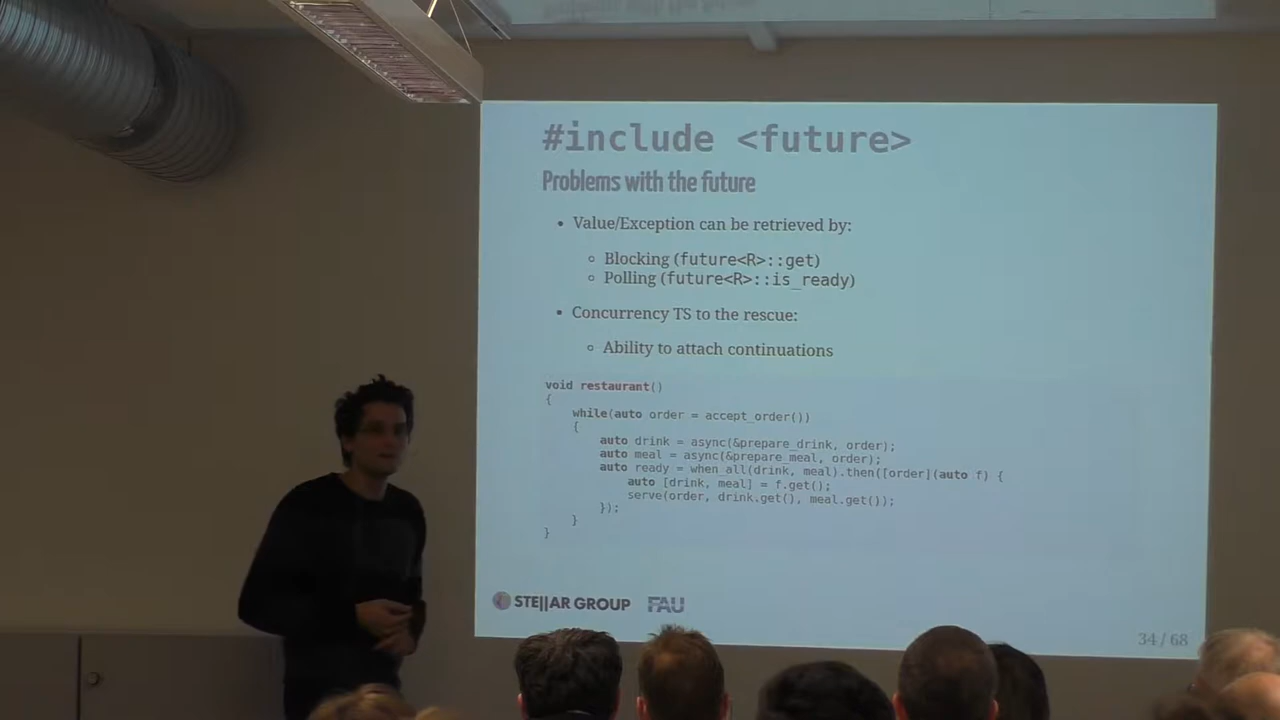 #include <future>
Problems with the future
• Value/Exception can be retrieved by:
◦ Blocking (future<R>::get)
◦ Polling (future<R>::is_ready)
• Concurrency TS to the rescue:
◦ Ability to attach continuations
void restaurant()
{
    while(auto order = accept_order())
    {
        auto drink = async(&prepare_drink, order);
        auto meal = async(&prepare_meal, order);
        auto ready = when_all(drink, meal).then([order](auto f) {
            auto [drink, meal] = f.get();
            serve(order, drink.get(), meal.get());
        });
    }
}
STE||AR GROUP FAU
34 / 68